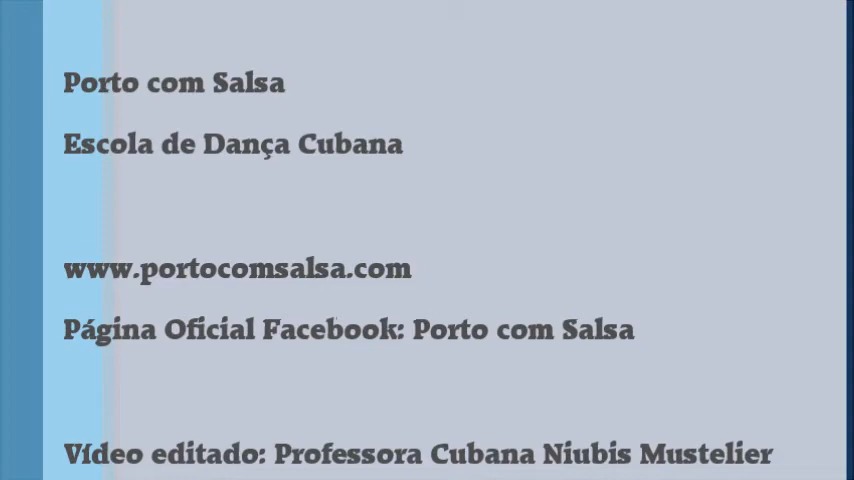 Porto com Salsa
Escola de Dança Cubana
www.portocomsalsa.com
Página Oficial Facebook: Porto com Salsa
Vídeo editado: Professora Cubana Niubis Mustelier